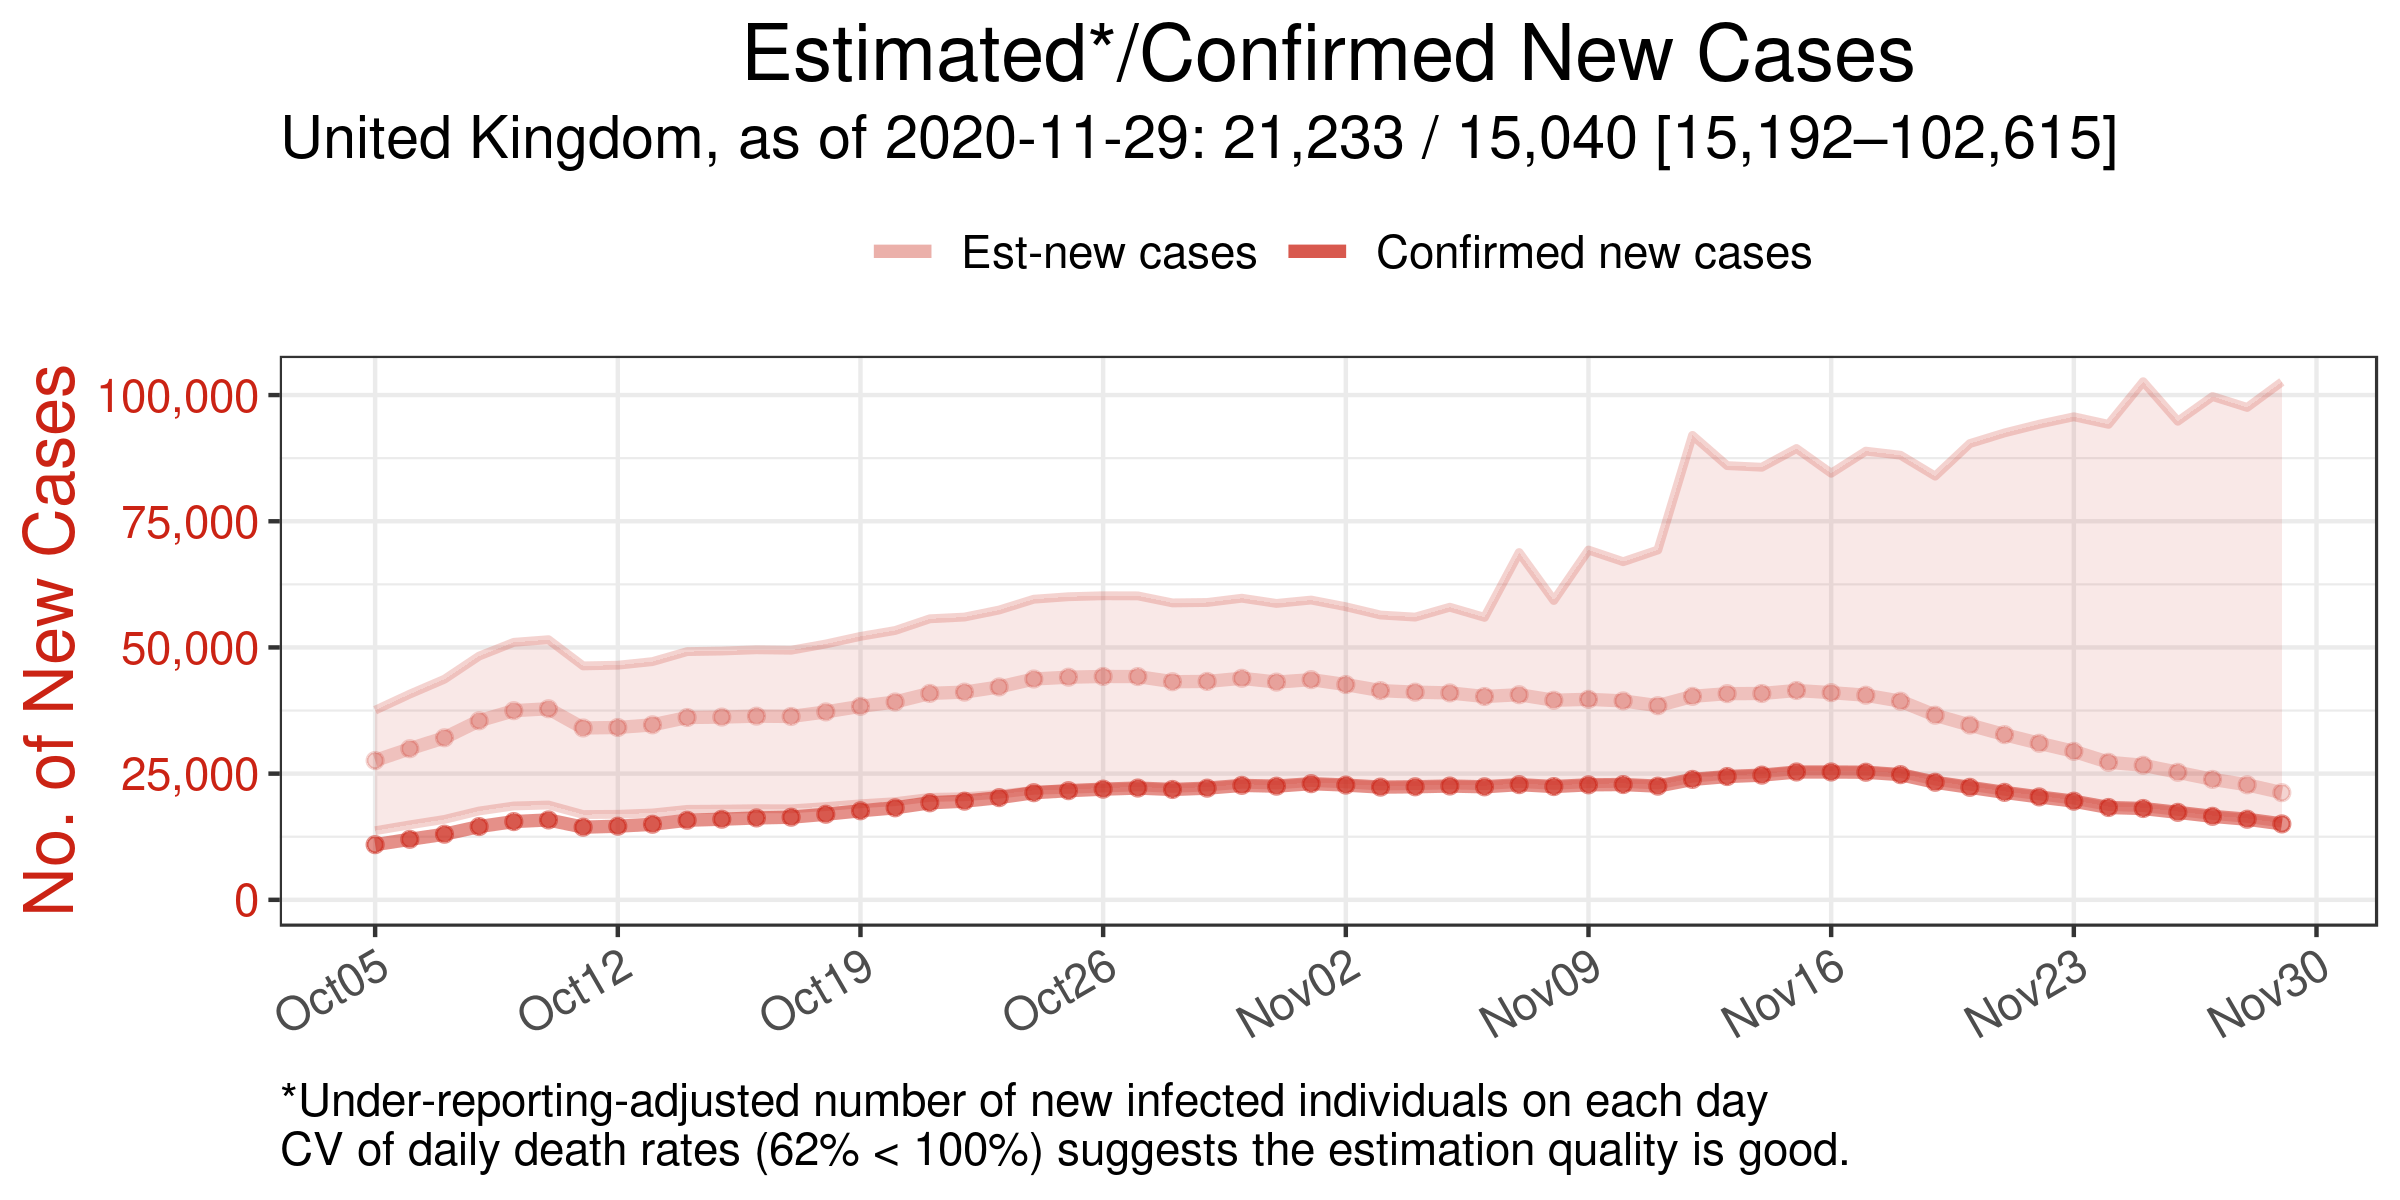 Estimated*/Confirmed New Cases
United Kingdom, as of 2020-11-29: 21,233 / 15,040 [15,192–102,615]
Est-new cases
Confirmed new cases
No. of New Cases
100,000
75,000
50,000
25,000
0
Oct05
Oct12
Oct19
Oct26
Nov02
Nov09
Nov16
Nov23
Nov30
*Under-reporting-adjusted number of new infected individuals on each day
CV of daily death rates (62% < 100%) suggests the estimation quality is good.